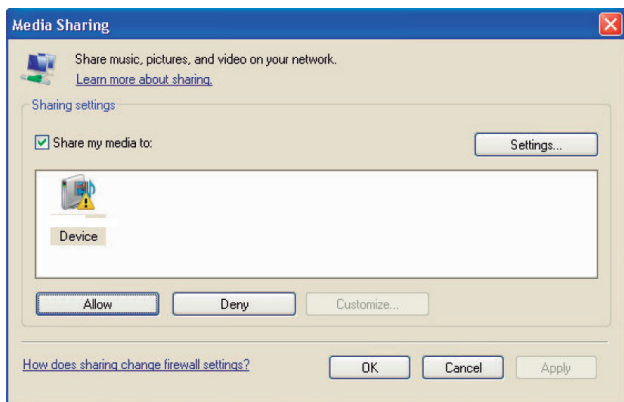 Media Sharing
Share music, pictures, and video on your network.
Learn more about sharing.
Sharing settings
Share my media to:
Settings...
Device
Allow
Deny
Customize...
How does sharing change firewall settings?
OK
Cancel
Apply